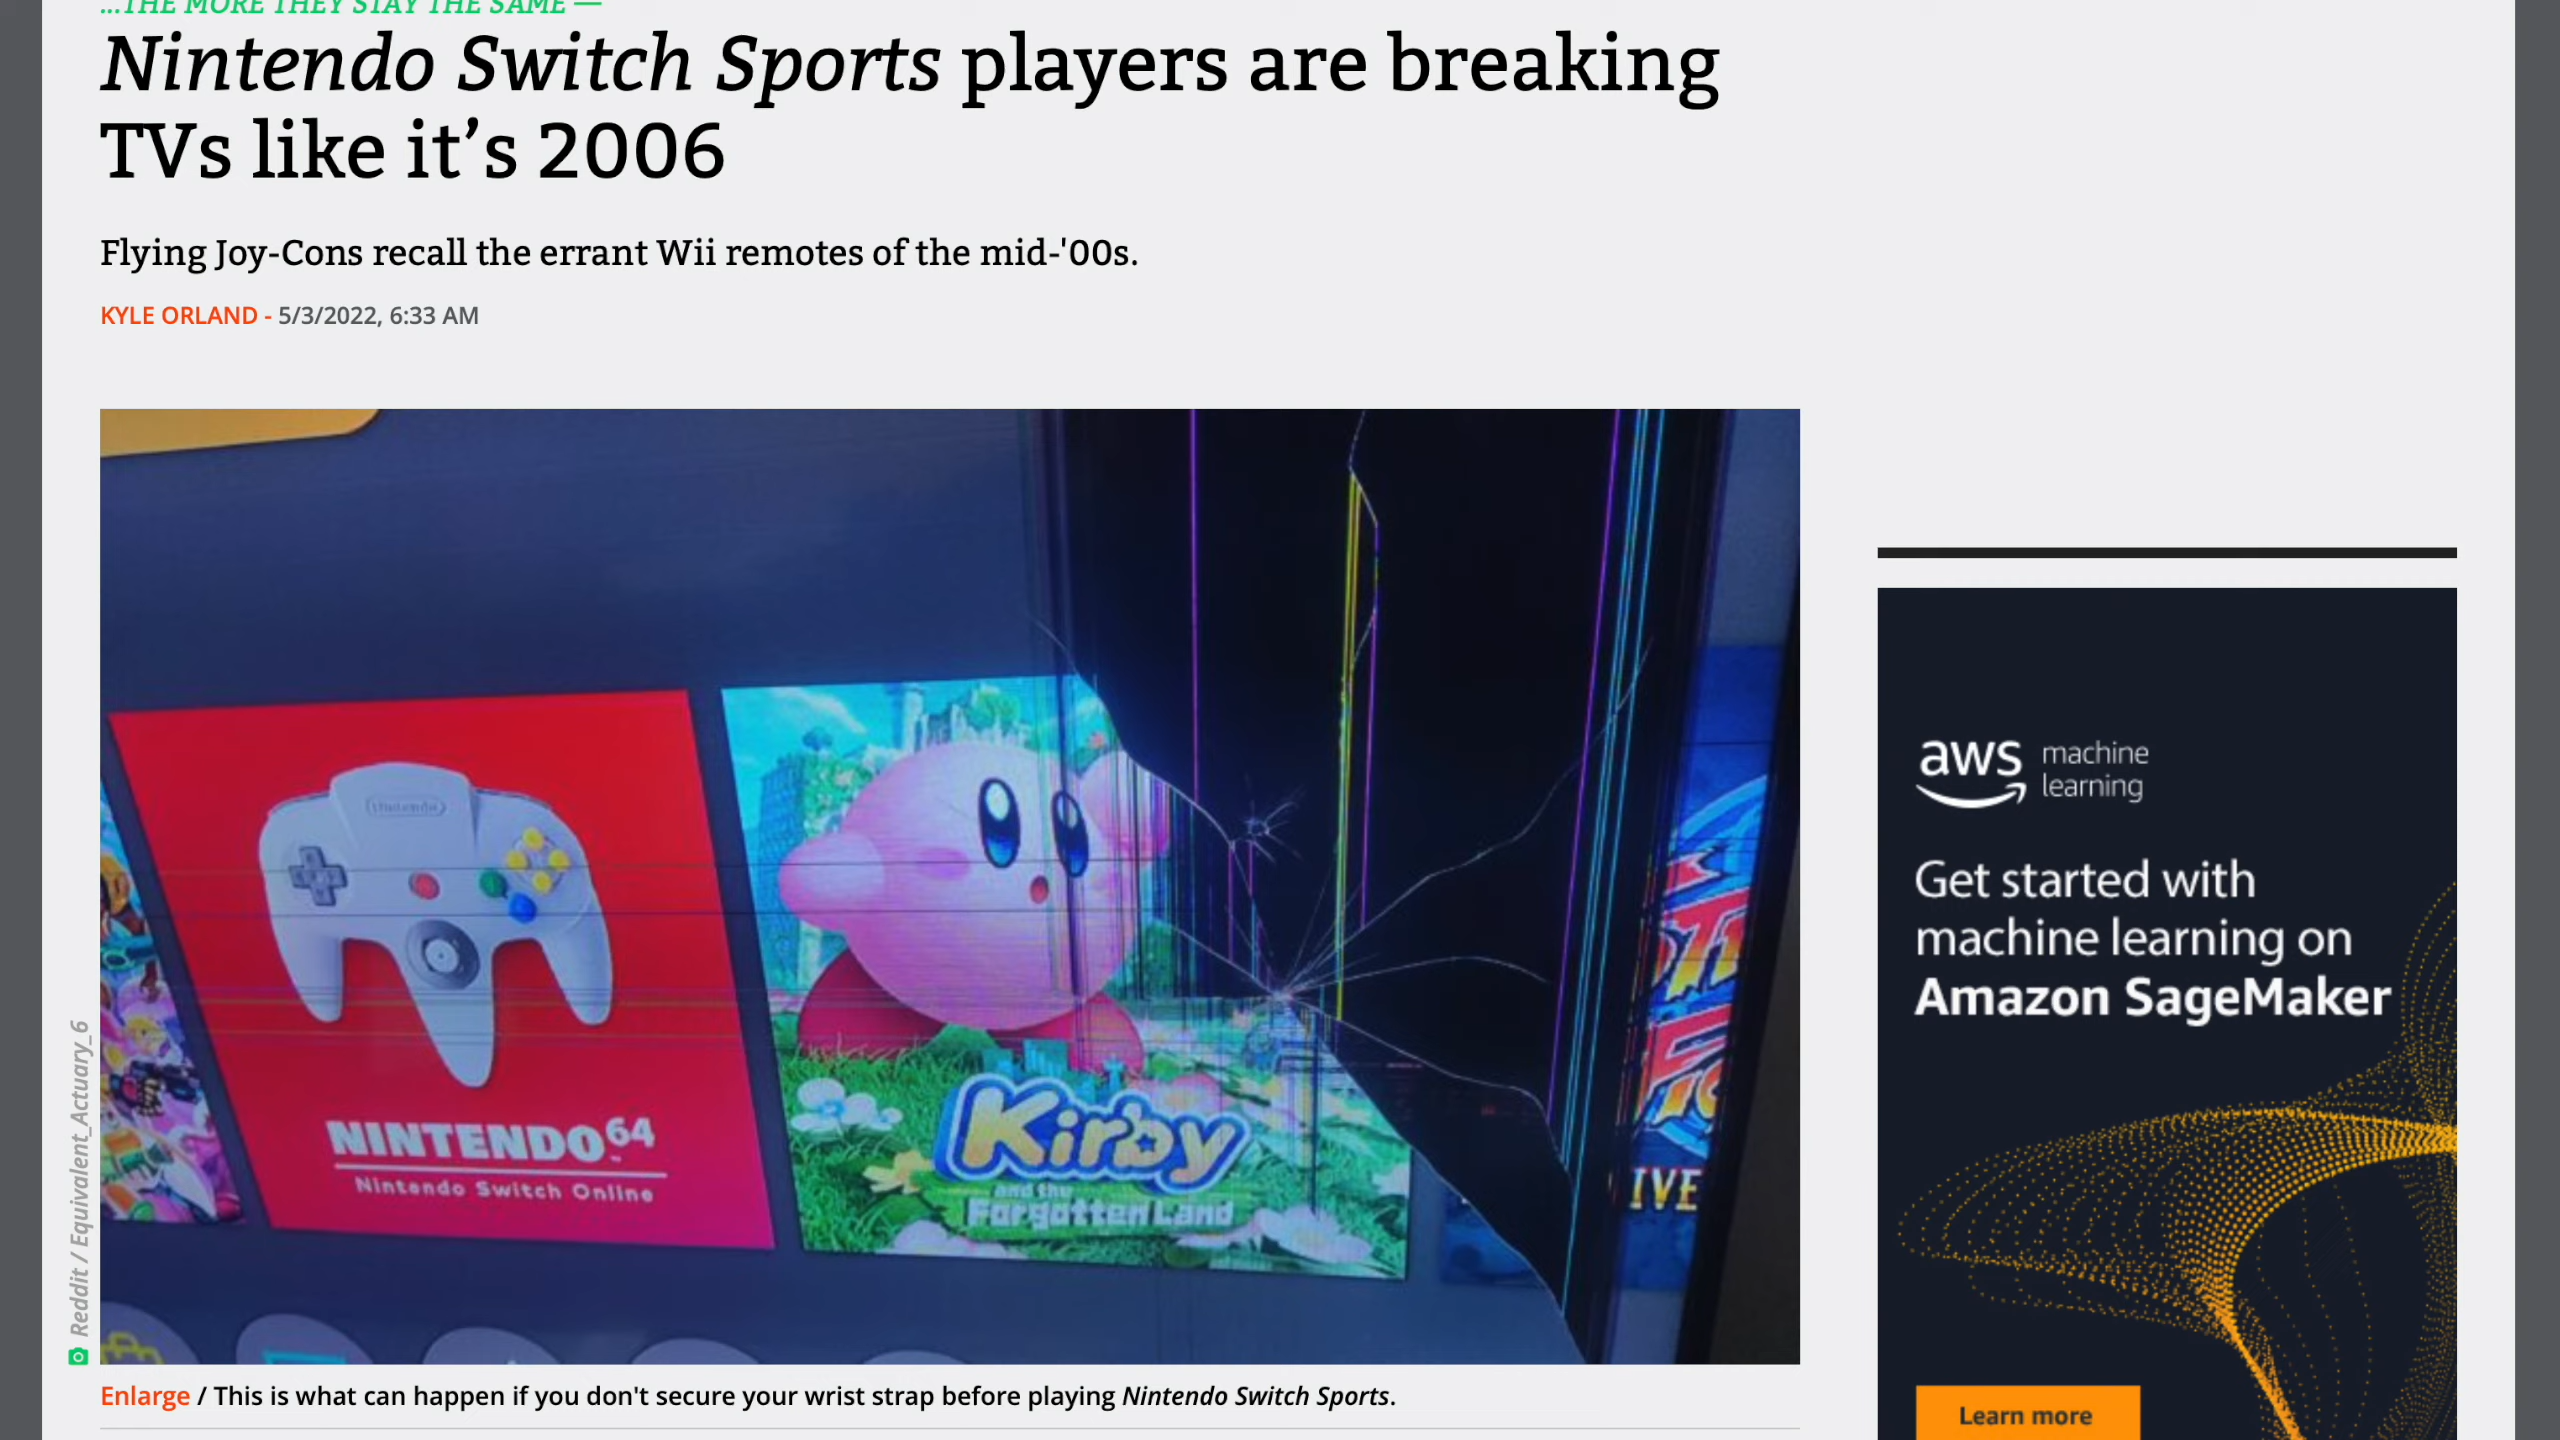 ...THE MORE THEY STAY THE SAME —
Nintendo Switch Sports players are breaking
TVs like it’s 2006
Flying Joy-Cons recall the errant Wii remotes of the mid-'00s.
KYLE ORLAND - 5/3/2022, 6:33 AM
Nintendo
NINTENDO 64
Nintendo Switch Online
Kirby
and the
Forgotten Land
IVE
Reddit / Equivalent_Actuary_6
Enlarge / This is what can happen if you don't secure your wrist strap before playing Nintendo Switch Sports.
aws machine
learning
Get started with
machine learning on
Amazon SageMaker
Learn more